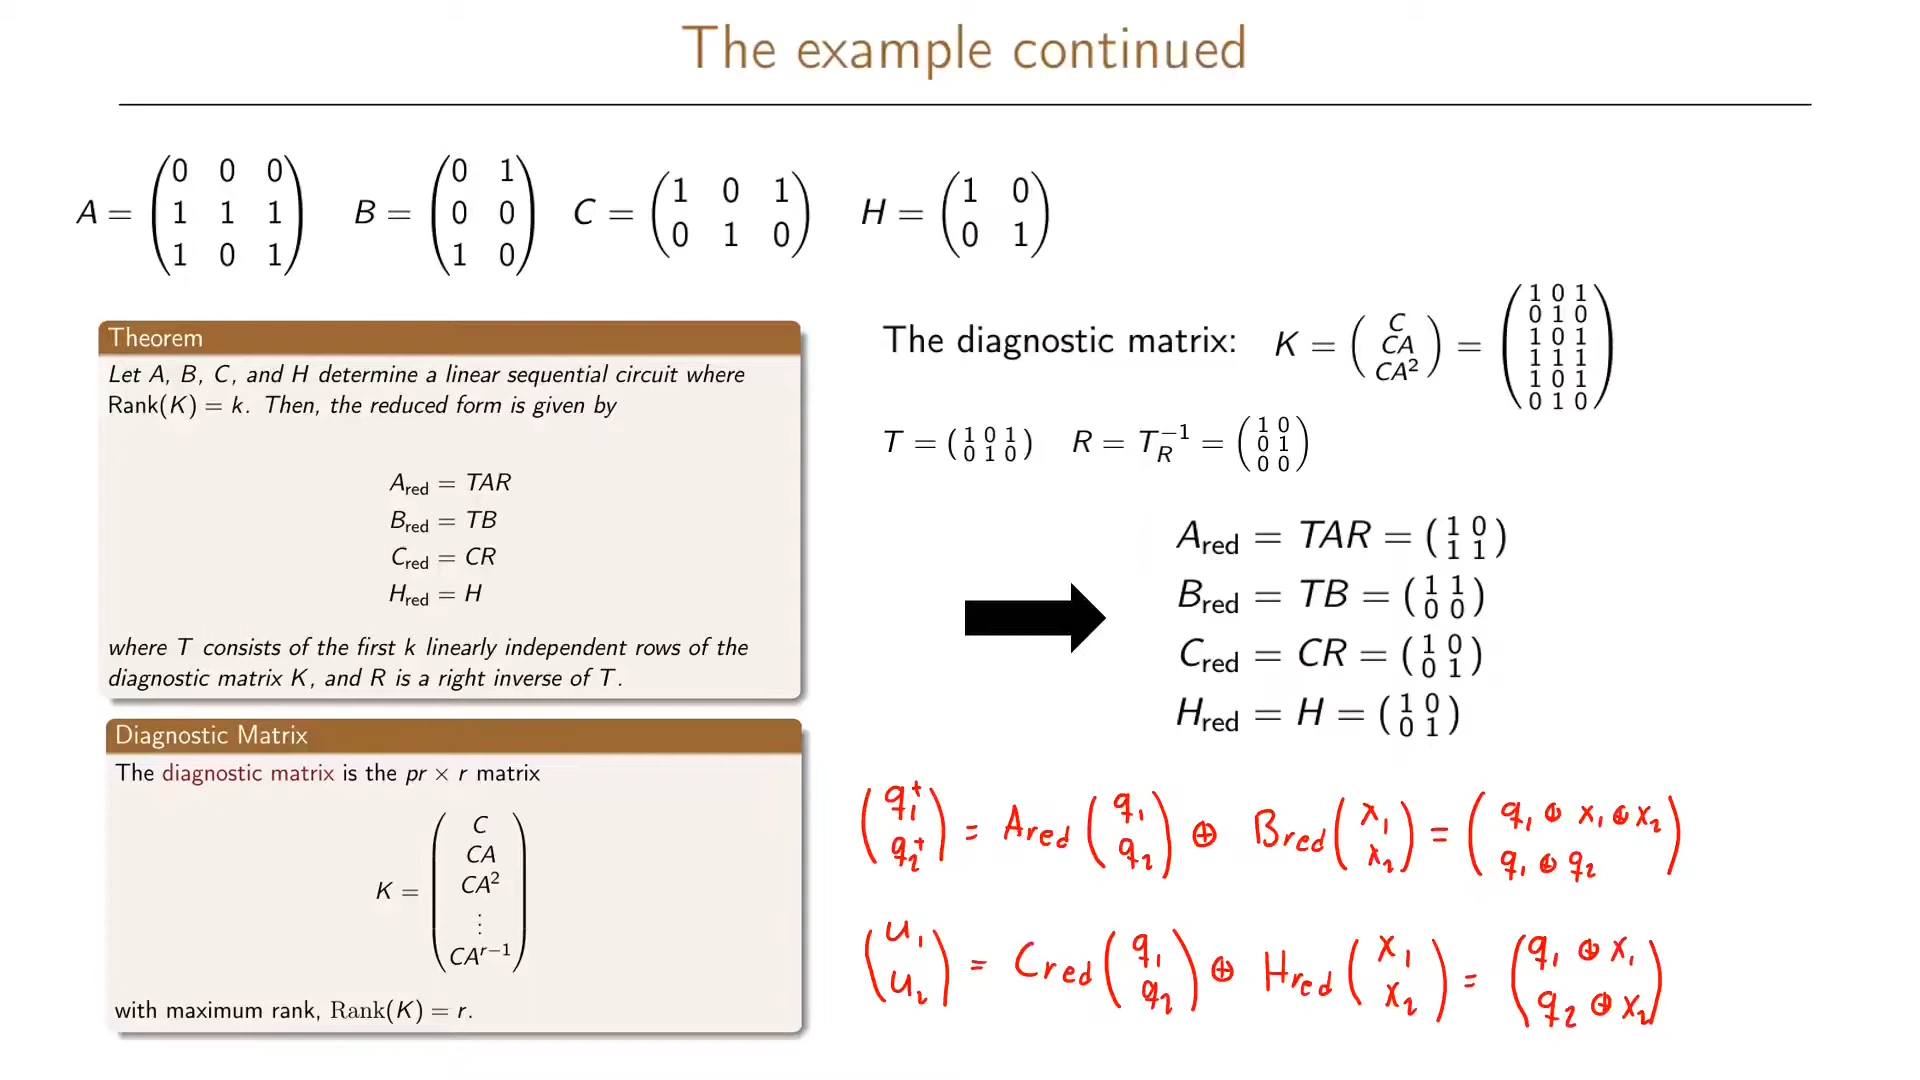 The example continued
A = (0 0 0 / 1 1 1 / 1 0 1) B = (0 1 / 0 0 / 1 0) C = (1 0 1 / 0 1 0) H = (1 0 / 0 1)
Theorem
Let A, B, C, and H determine a linear sequential circuit where
Rank(K) = k. Then, the reduced form is given by
A_red = TAR
B_red = TB
C_red = CR
H_red = H
where T consists of the first k linearly independent rows of the
diagnostic matrix K, and R is a right inverse of T.
Diagnostic Matrix
The diagnostic matrix is the pr × r matrix
K = (C / CA / CA² / ⋮ / CA^{r−1})
with maximum rank, Rank(K) = r.
The diagnostic matrix: K = (C / CA / CA²) = (1 0 1 / 0 1 0 / 1 0 1 / 1 1 1 / 1 0 1 / 0 1 0)
T = (1 0 1 / 0 1 0) R = T_R^{−1} = (1 0 / 0 1 / 0 0)
A_red = TAR = (1 0 / 1 1)
B_red = TB = (1 1 / 0 0)
C_red = CR = (1 0 / 0 1)
H_red = H = (1 0 / 0 1)
(q₁⁺ / q₂⁺) = A_red (q₁ / q₂) ⊕ B_red (x₁ / x₂) = (q₁ ⊕ x₁ ⊕ x₂ / q₁ ⊕ q₂)
(u₁ / u₂) = C_red (q₁ / q₂) ⊕ H_red (x₁ / x₂) = (q₁ ⊕ x₁ / q₂ ⊕ x₂)